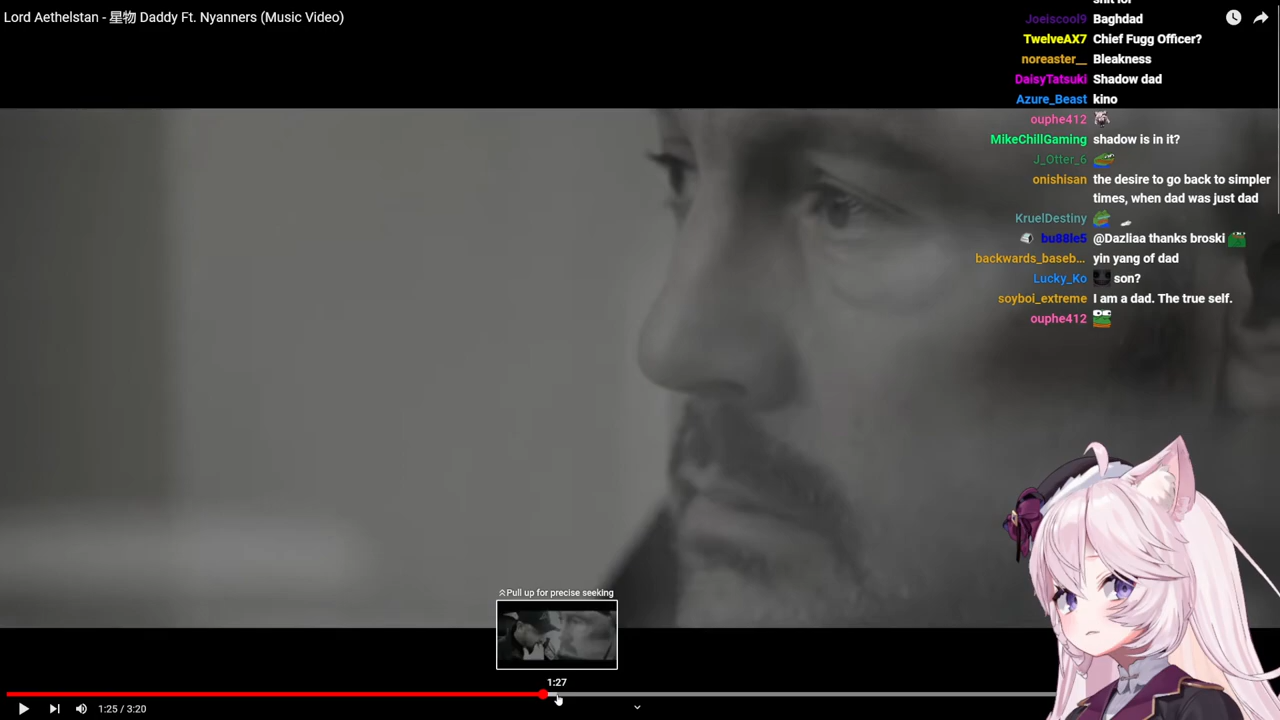 Lord Aethelstan - 星物 Daddy Ft. Nyanners (Music Video)
Joeiscool9 Baghdad
TwelveAX7 Chief Fugg Officer?
noreaster__ Bleakness
DaisyTatsuki Shadow dad
Azure_Beast kino
ouphe412
MikeChillGaming shadow is in it?
J_Otter_6
onishisan the desire to go back to simpler
times, when dad was just dad
KruelDestiny
bu88le5 @Dazliaa thanks broski
backwards_baseb... yin yang of dad
Lucky_Ko son?
soyboi_extreme I am a dad. The true self.
ouphe412
Pull up for precise seeking
1:27
1:25 / 3:20